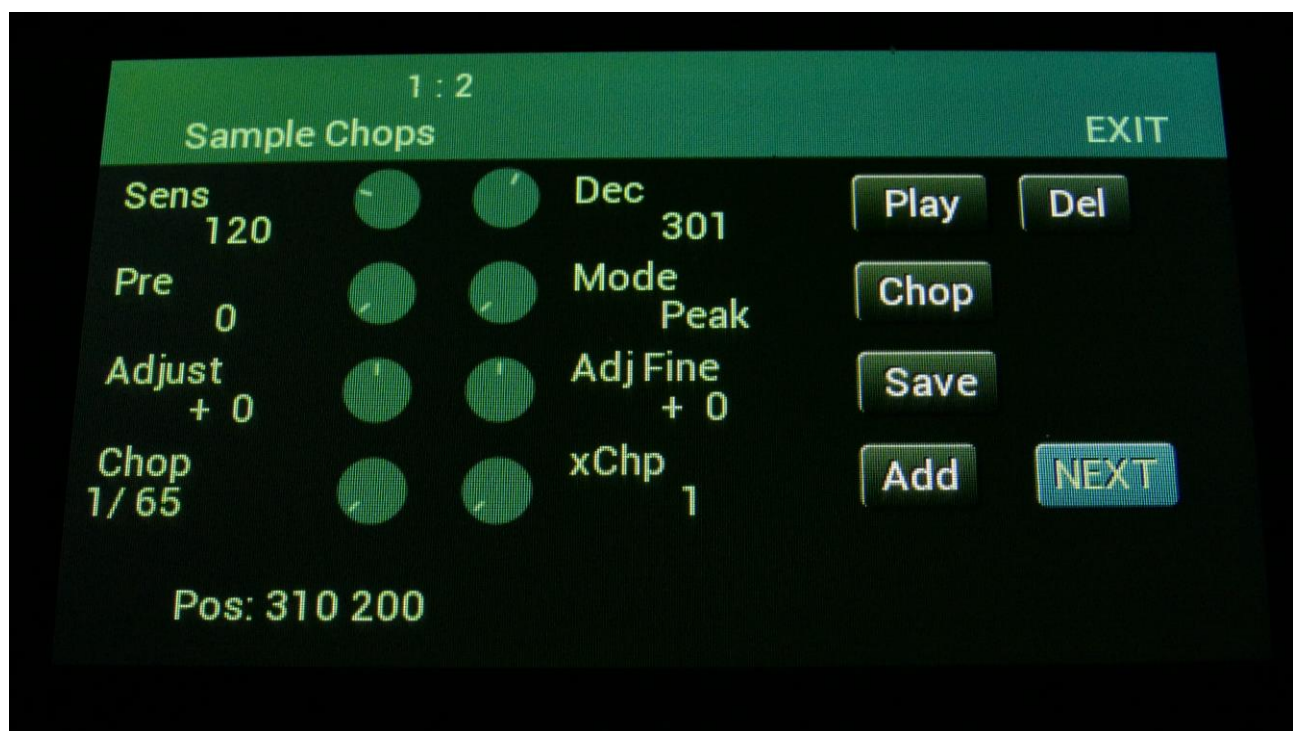 1 : 2
Sample Chops EXIT
Sens Dec Play Del
120 301
Pre Mode Chop
0 Peak
Adjust Adj Fine Save
+ 0 + 0
Chop xChp Add NEXT
1/ 65 1
Pos: 310 200